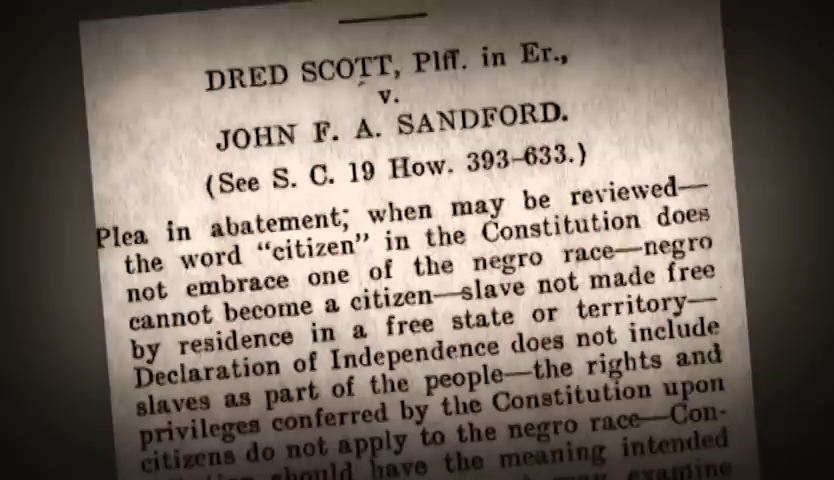 DRED SCOTT, Plff. in Er.,
v.
JOHN F. A. SANDFORD.
(See S. C. 19 How. 393–633.)
Plea in abatement; when may be reviewed—
the word "citizen" in the Constitution does
not embrace one of the negro race—negro
cannot become a citizen—slave not made free
by residence in a free state or territory—
Declaration of Independence does not include
slaves as part of the people—the rights and
privileges conferred by the Constitution upon
citizens do not apply to the negro race—Con-
should have the meaning intended
may examine